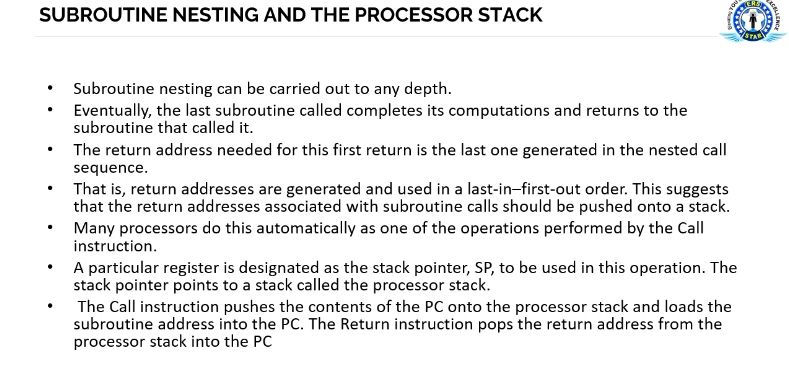 SUBROUTINE NESTING AND THE PROCESSOR STACK
• Subroutine nesting can be carried out to any depth.
• Eventually, the last subroutine called completes its computations and returns to the
subroutine that called it.
• The return address needed for this first return is the last one generated in the nested call
sequence.
• That is, return addresses are generated and used in a last-in–first-out order. This suggests
that the return addresses associated with subroutine calls should be pushed onto a stack.
• Many processors do this automatically as one of the operations performed by the Call
instruction.
• A particular register is designated as the stack pointer, SP, to be used in this operation. The
stack pointer points to a stack called the processor stack.
• The Call instruction pushes the contents of the PC onto the processor stack and loads the
subroutine address into the PC. The Return instruction pops the return address from the
processor stack into the PC